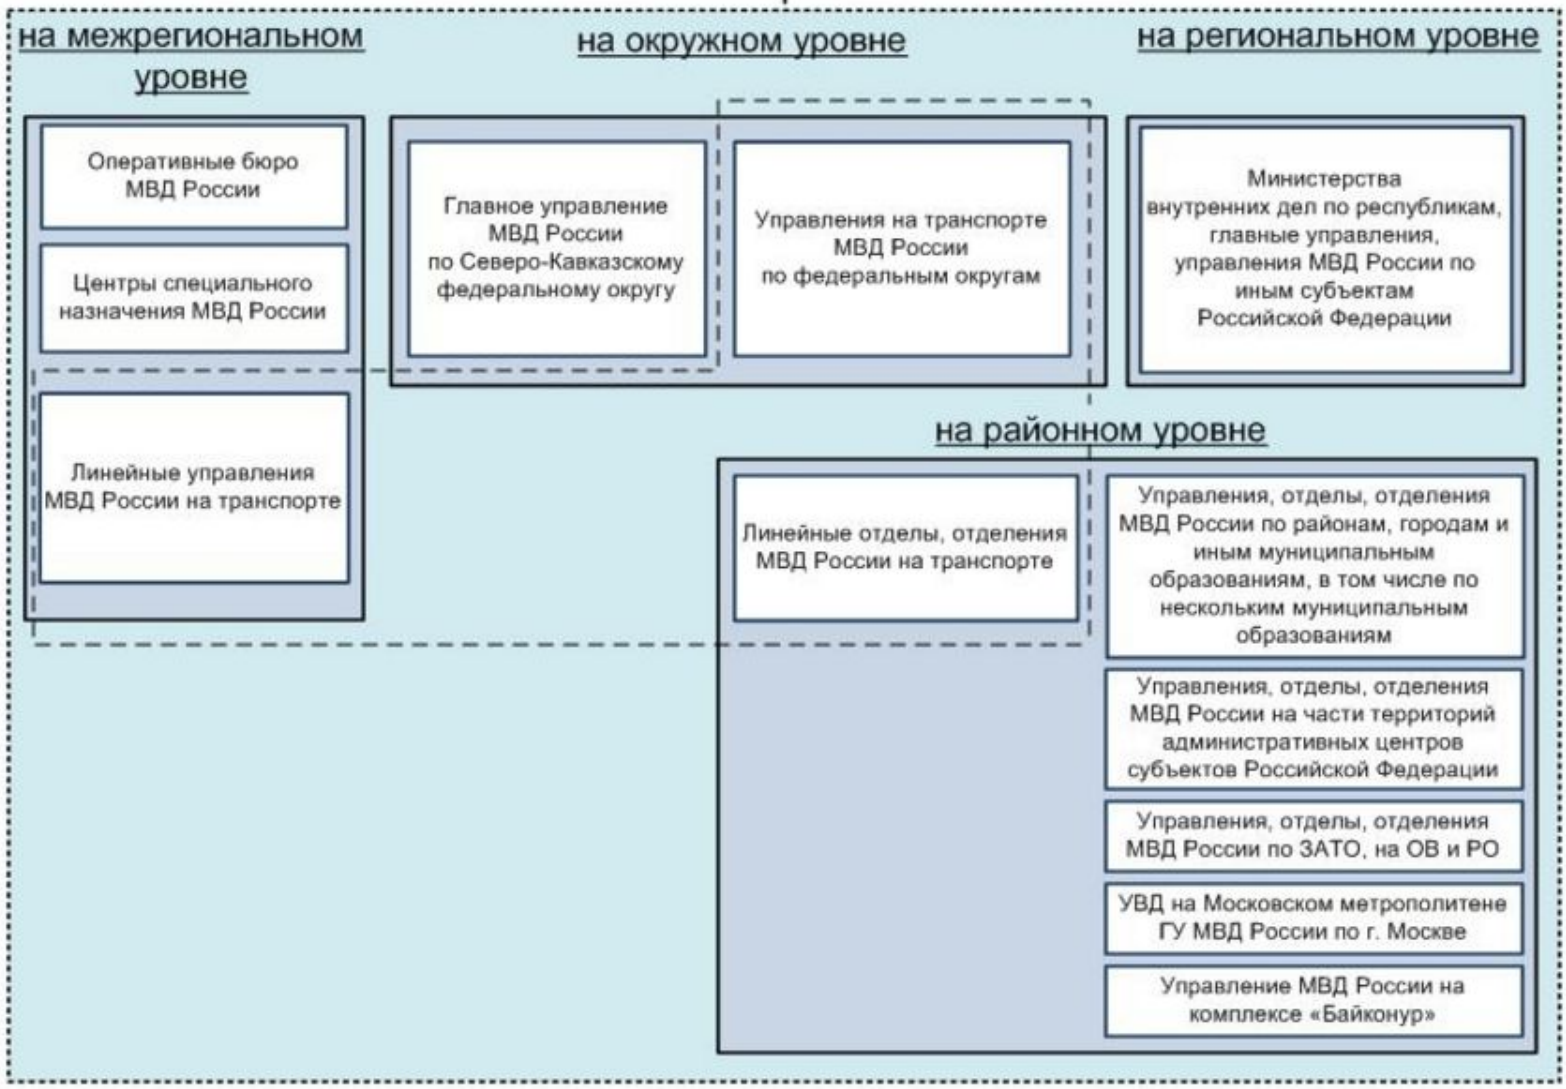 на межрегиональном
уровне
Оперативные бюро
МВД России
Центры специального
назначения МВД России
Линейные управления
МВД России на транспорте
на окружном уровне
Главное управление
МВД России
по Северо-Кавказскому
федеральному округу
Управления на транспорте
МВД России
по федеральным округам
на региональном уровне
Министерства
внутренних дел по республикам,
главные управления,
управления МВД России по
иным субъектам
Российской Федерации
на районном уровне
Линейные отделы, отделения
МВД России на транспорте
Управления, отделы, отделения
МВД России по районам, городам и
иным муниципальным
образованиям, в том числе по
нескольким муниципальным
образованиям
Управления, отделы, отделения
МВД России на части территорий
административных центров
субъектов Российской Федерации
Управления, отделы, отделения
МВД России по ЗАТО, на ОВ и РО
УВД на Московском метрополитене
ГУ МВД России по г. Москве
Управление МВД России на
комплексе «Байконур»